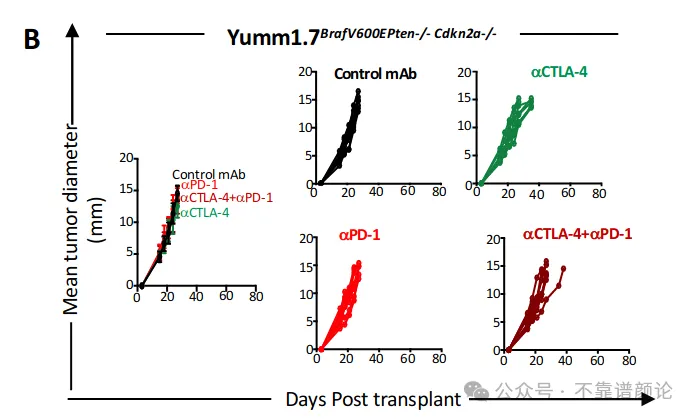 B
Yumm1.7BrafV600EPten-/- Cdkn2a-/-
Mean tumor diameter
(mm)
20
15
10
5
0
0 20 40 60 80
Control mAb
αPD-1
αCTLA-4+αPD-1
αCTLA-4
Control mAb
20
15
10
5
0
0 20 40 60 80
αCTLA-4
20
15
10
5
0
0 20 40 60 80
αPD-1
20
15
10
5
0
0 20 40 60 80
αCTLA-4+αPD-1
20
15
10
5
0
0 20 40 60 80
Days Post transplant
公众号 · 不靠谱颜论